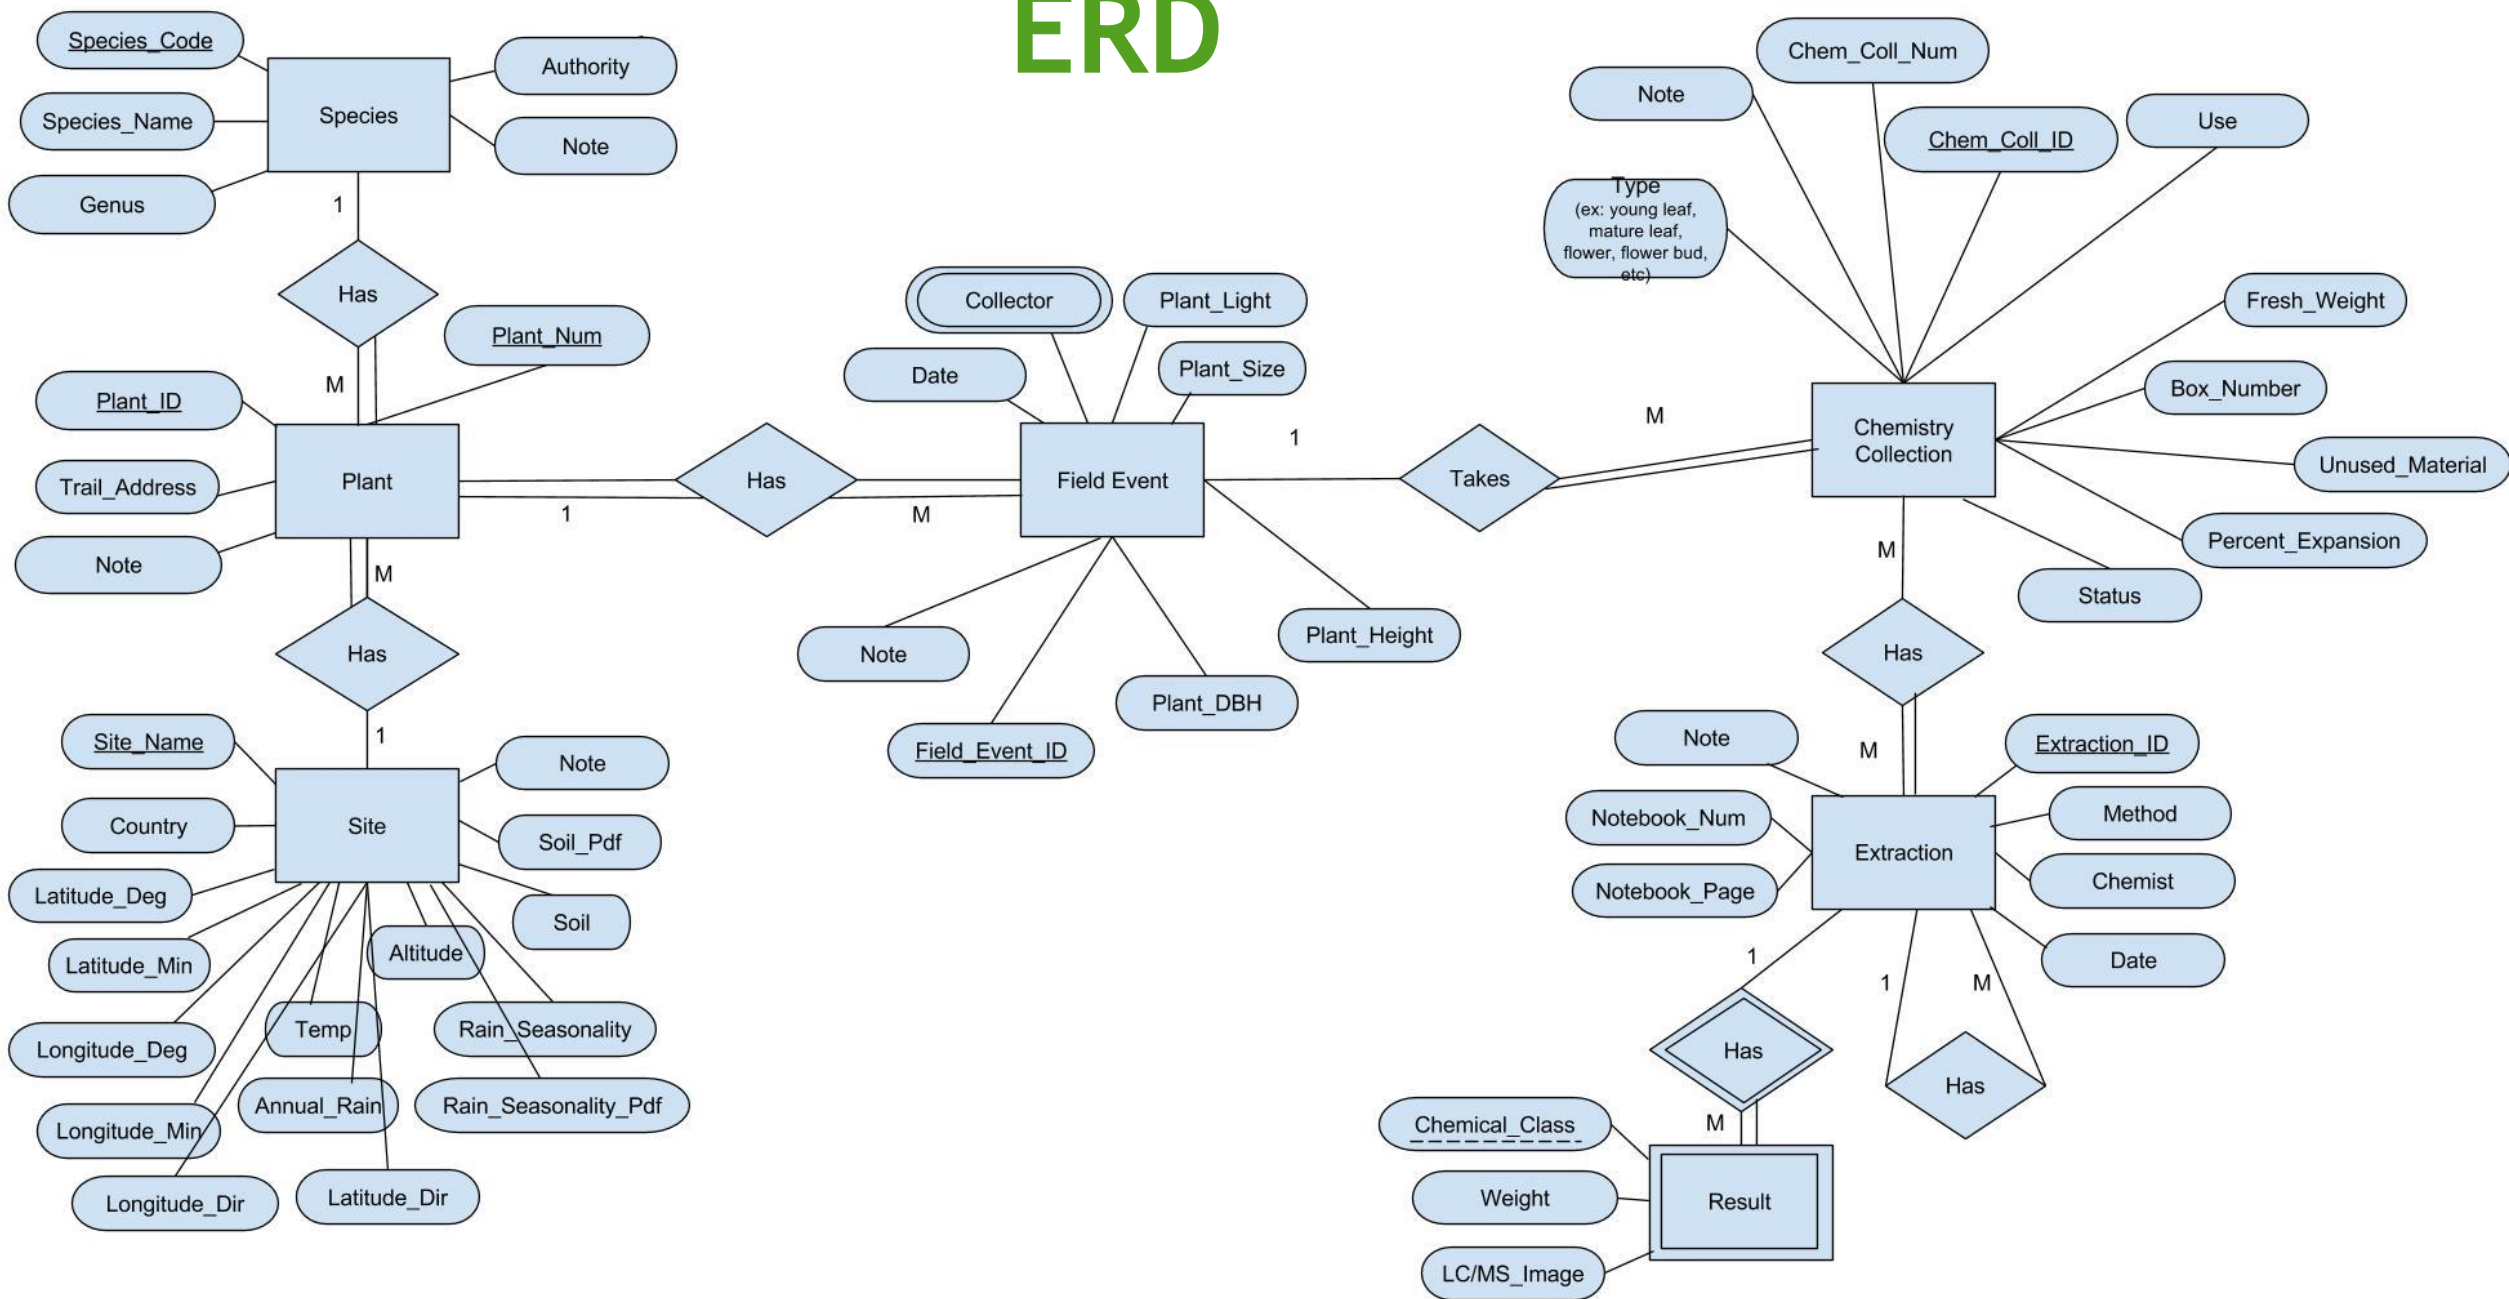 ERD
Species_Code
Species_Name
Genus
Species
Authority
Note
1
Has
M
Plant_Num
Plant_ID
Trail_Address
Note
Plant
1
Has
M
M
Has
1
Site_Name
Country
Latitude_Deg
Latitude_Min
Longitude_Deg
Longitude_Min
Longitude_Dir
Site
Note
Soil_Pdf
Soil
Altitude
Temp
Rain_Seasonality
Annual_Rain
Rain_Seasonality_Pdf
Latitude_Dir
Collector
Plant_Light
Date
Plant_Size
Field Event
Note
Field_Event_ID
Plant_DBH
Plant_Height
1
Takes
M
Chem_Coll_Num
Note
Chem_Coll_ID
Use
Type
(ex: young leaf,
mature leaf,
flower, flower bud,
etc)
Fresh_Weight
Box_Number
Unused_Material
Percent_Expansion
Status
Chemistry
Collection
M
Has
M
Note
Notebook_Num
Notebook_Page
Extraction
Extraction_ID
Method
Chemist
Date
1
Has
M
1
M
Has
Chemical_Class
Weight
LC/MS_Image
Result